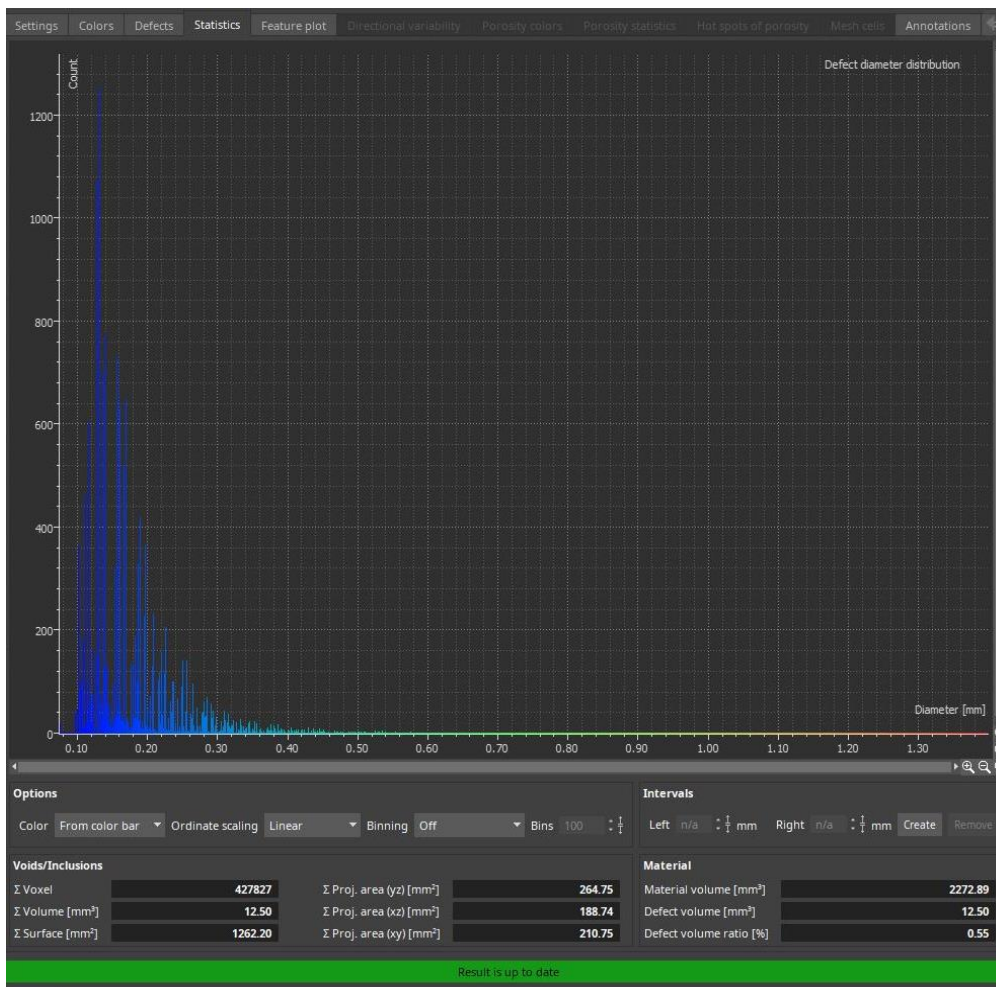 Settings Colors Defects Statistics Feature plot Directional variability Porosity colors Porosity statistics Hot spots of porosity Mesh cells Annotations
Count
Defect diameter distribution
1200
1000
800
600
400
200
0
Diameter [mm]
0.10 0.20 0.30 0.40 0.50 0.60 0.70 0.80 0.90 1.00 1.10 1.20 1.30
Options
Color From color bar Ordinate scaling Linear Binning Off Bins 100
Intervals
Left n/a mm Right n/a mm Create Remove
Voids/Inclusions
Σ Voxel 427827 Σ Proj. area (yz) [mm²] 264.75
Σ Volume [mm³] 12.50 Σ Proj. area (xz) [mm²] 188.74
Σ Surface [mm²] 1262.20 Σ Proj. area (xy) [mm²] 210.75
Material
Material volume [mm³] 2272.89
Defect volume [mm³] 12.50
Defect volume ratio [%] 0.55
Result is up to date